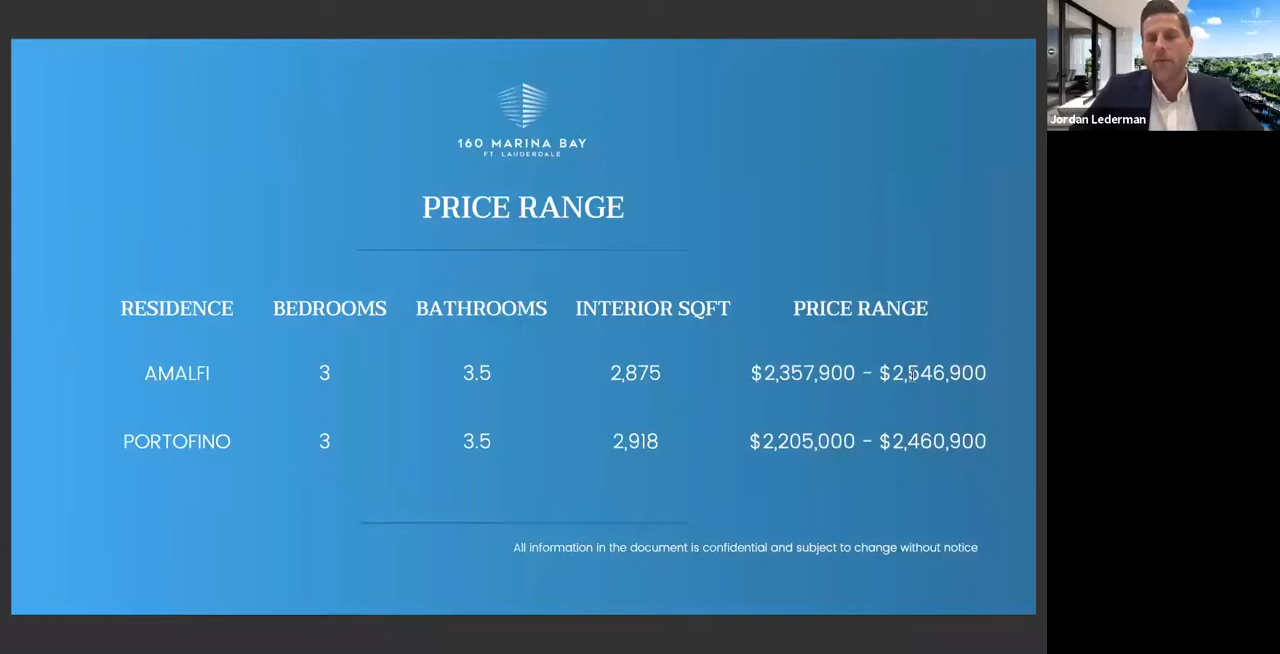 160 MARINA BAY
FT. LAUDERDALE
PRICE RANGE
RESIDENCE BEDROOMS BATHROOMS INTERIOR SQFT PRICE RANGE
AMALFI 3 3.5 2,875 $2,357,900 - $2,546,900
PORTOFINO 3 3.5 2,918 $2,205,000 - $2,460,900
All information in the document is confidential and subject to change without notice
Jordan Lederman